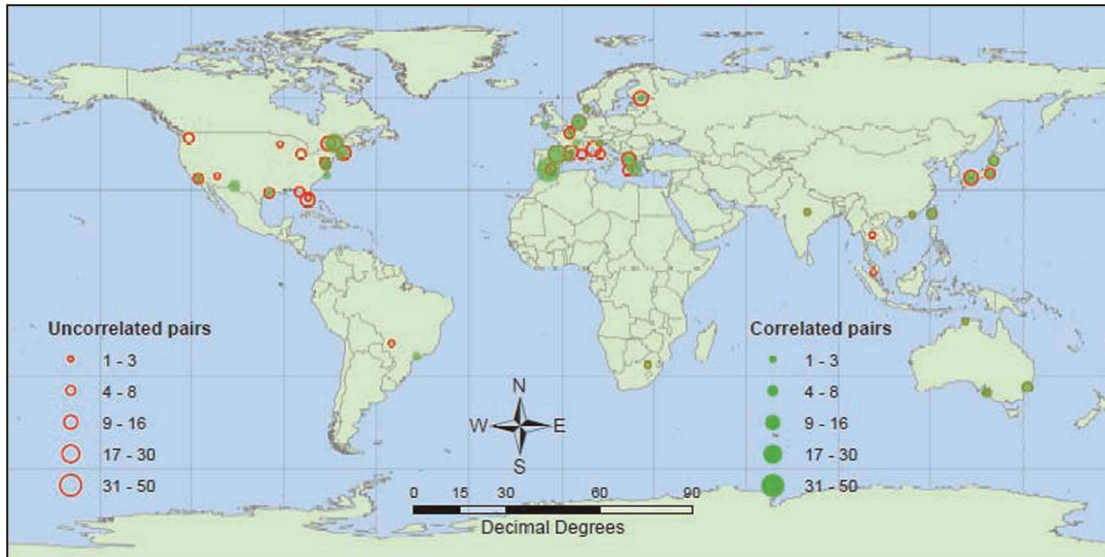 Uncorrelated pairs
1 - 3
4 - 8
9 - 16
17 - 30
31 - 50
N
W E
S
0 15 30 60 90
Decimal Degrees
Correlated pairs
1 - 3
4 - 8
9 - 16
17 - 30
31 - 50